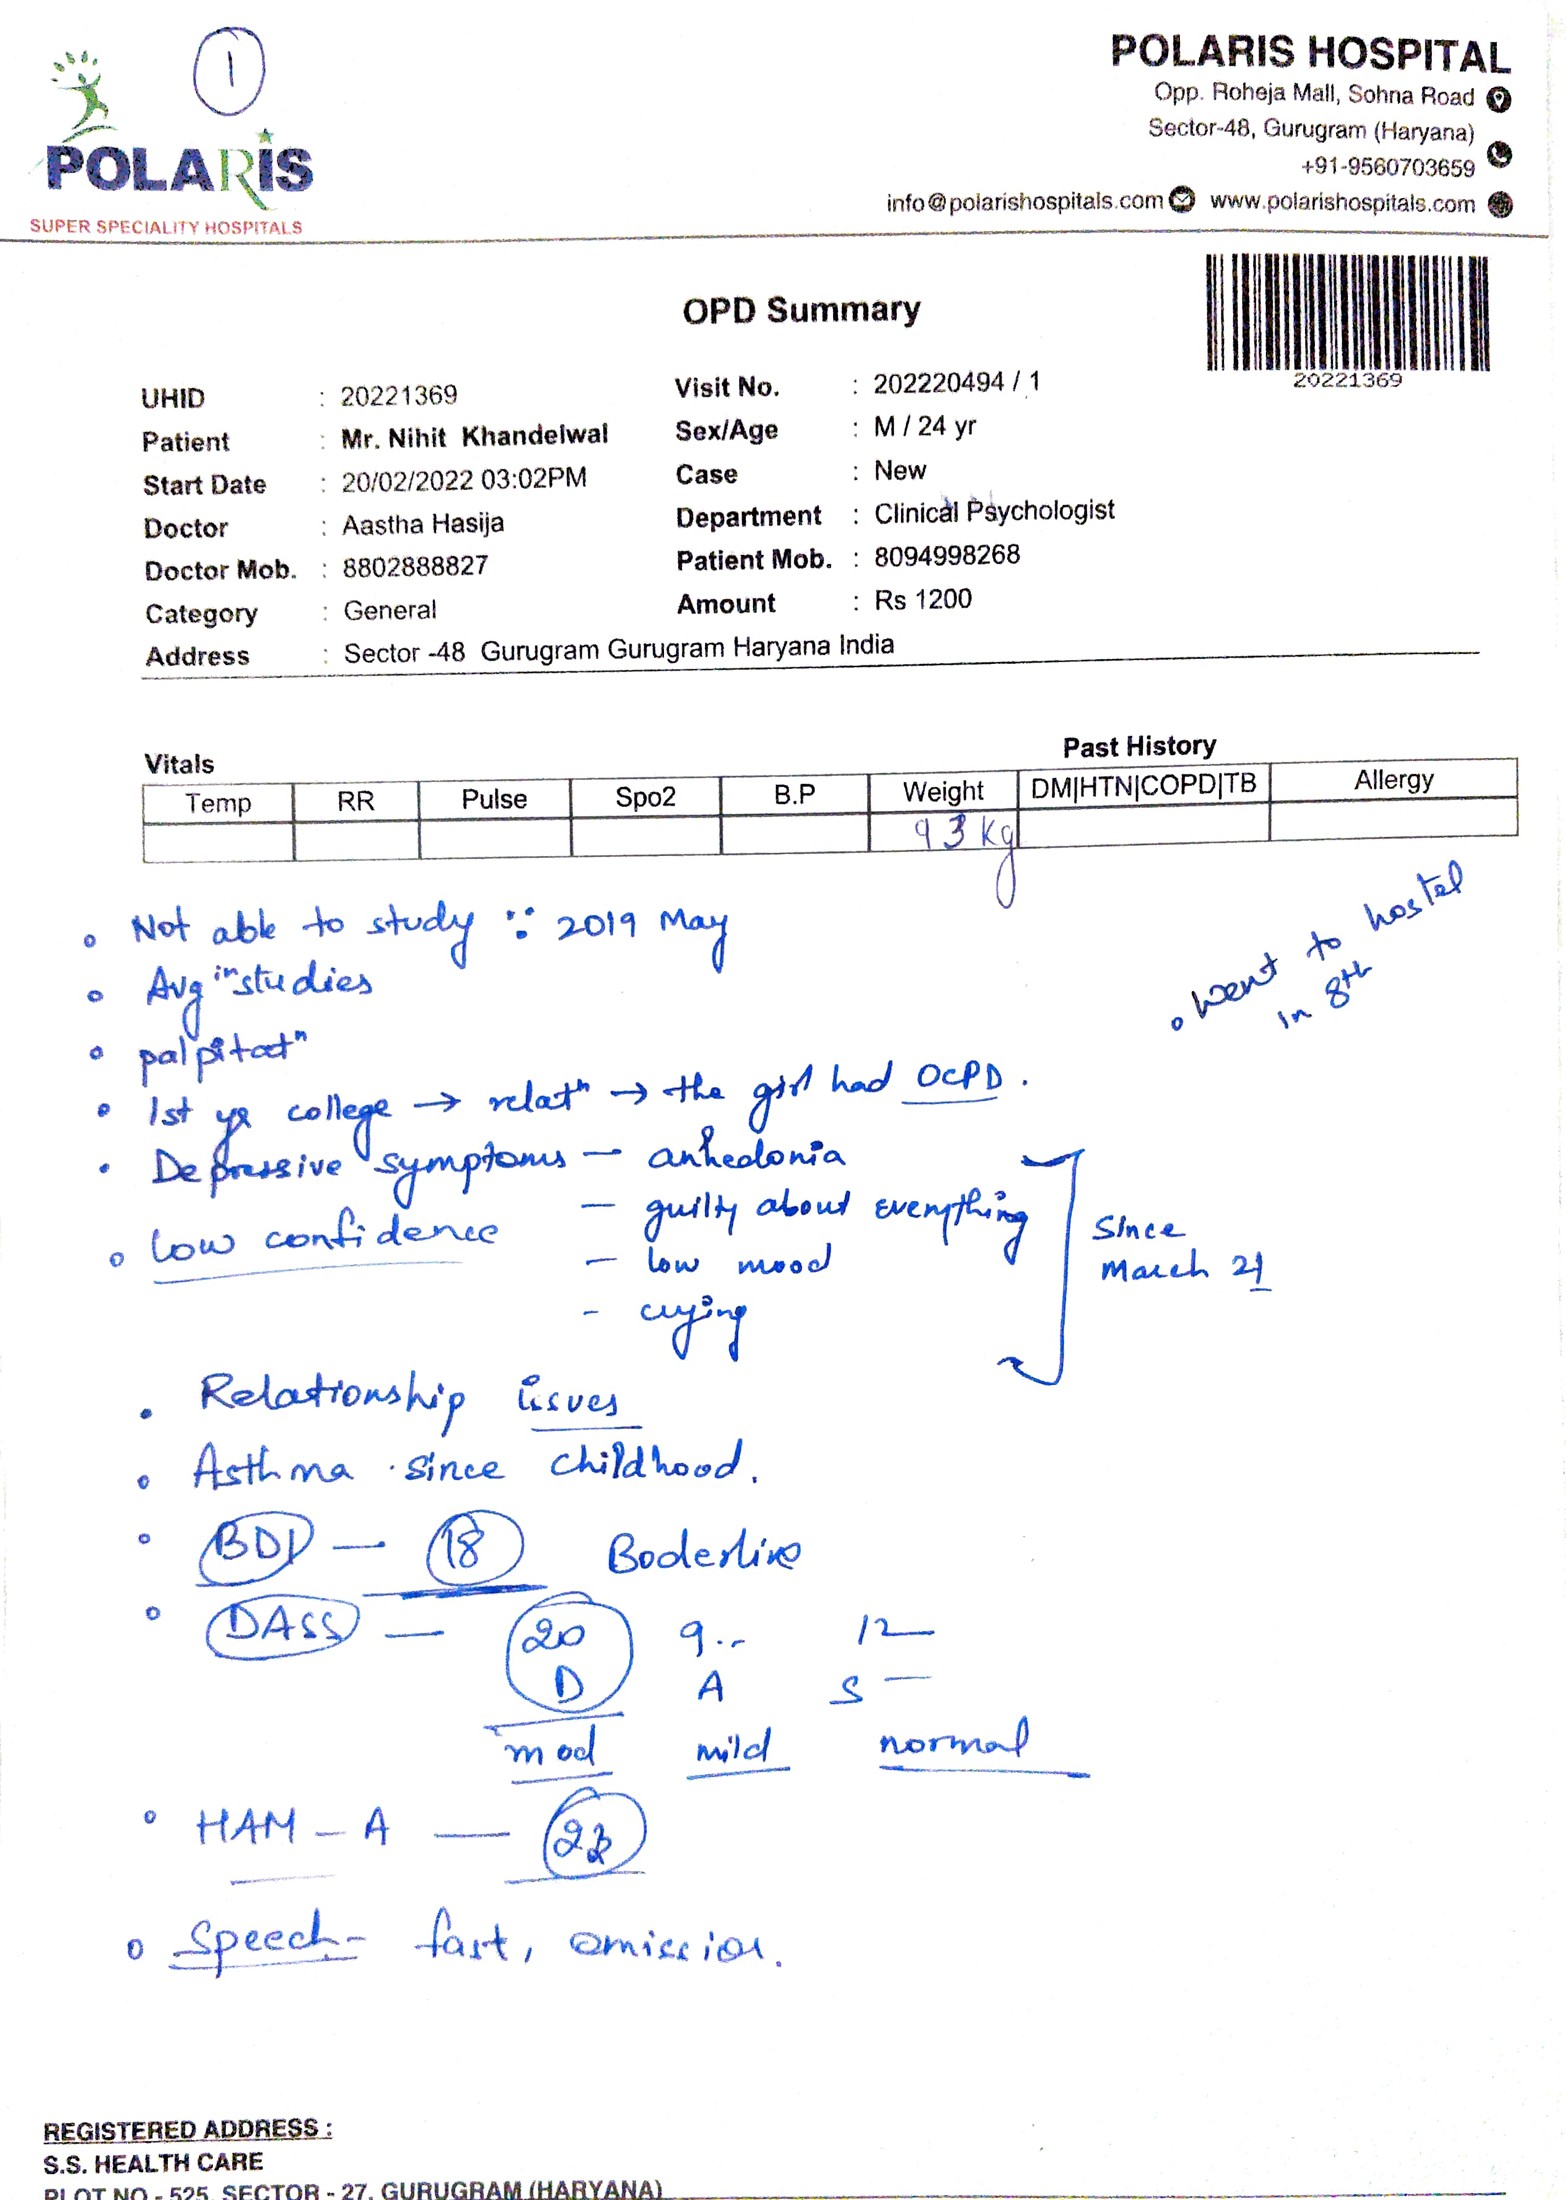 1
POLARIS
SUPER SPECIALITY HOSPITALS
POLARIS HOSPITAL
Opp. Roheja Mall, Sohna Road
Sector-48, Gurugram (Haryana)
+91-9560703659
info@polarishospitals.com www.polarishospitals.com
20221369
OPD Summary
UHID : 20221369 Visit No. : 202220494 / 1
Patient : Mr. Nihit Khandelwal Sex/Age : M / 24 yr
Start Date : 20/02/2022 03:02PM Case : New
Doctor : Aastha Hasija Department : Clinical Psychologist
Doctor Mob. : 8802888827 Patient Mob. : 8094998268
Category : General Amount : Rs 1200
Address : Sector -48 Gurugram Gurugram Haryana India
Vitals Past History
Temp RR Pulse Spo2 B.P Weight DM|HTN|COPD|TB Allergy
93 kg
Not able to study ∵ 2019 May
went to hostel
in 8th
Avg in studies
palpitatⁿ
1st yr college → relatⁿ → the girl had OCPD.
Depressive symptoms — anhedonia
— guilty about everything
low confidence
— low mood
- crying
Since
March 21
Relationship issues
Asthma . since childhood.
BDI — 18 Boderline
DASS — 20 9.. 12
D A S
mod mild normal
HAM - A —
Speech - fast, omission.
REGISTERED ADDRESS :
S.S. HEALTH CARE
PLOT NO - 525, SECTOR - 27, GURUGRAM (HARYANA)